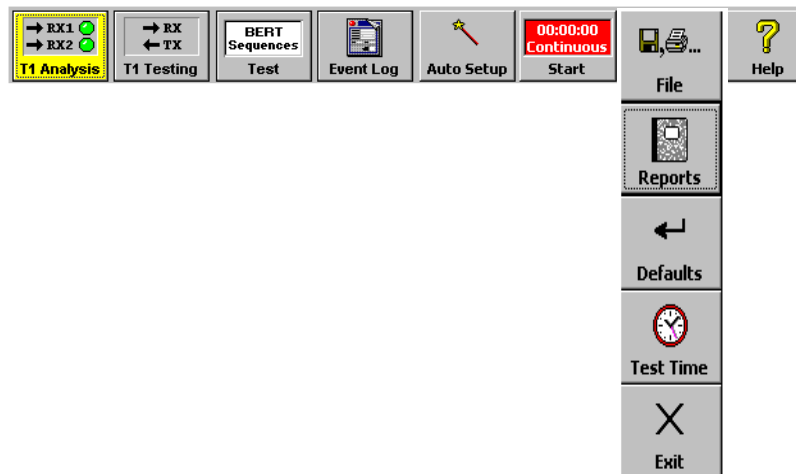 → RX1
→ RX2
T1 Analysis
→ RX
← TX
T1 Testing
BERT
Sequences
Test
Event Log
Auto Setup
00:00:00
Continuous
Start
,...
File
Help
Reports
Defaults
Test Time
Exit